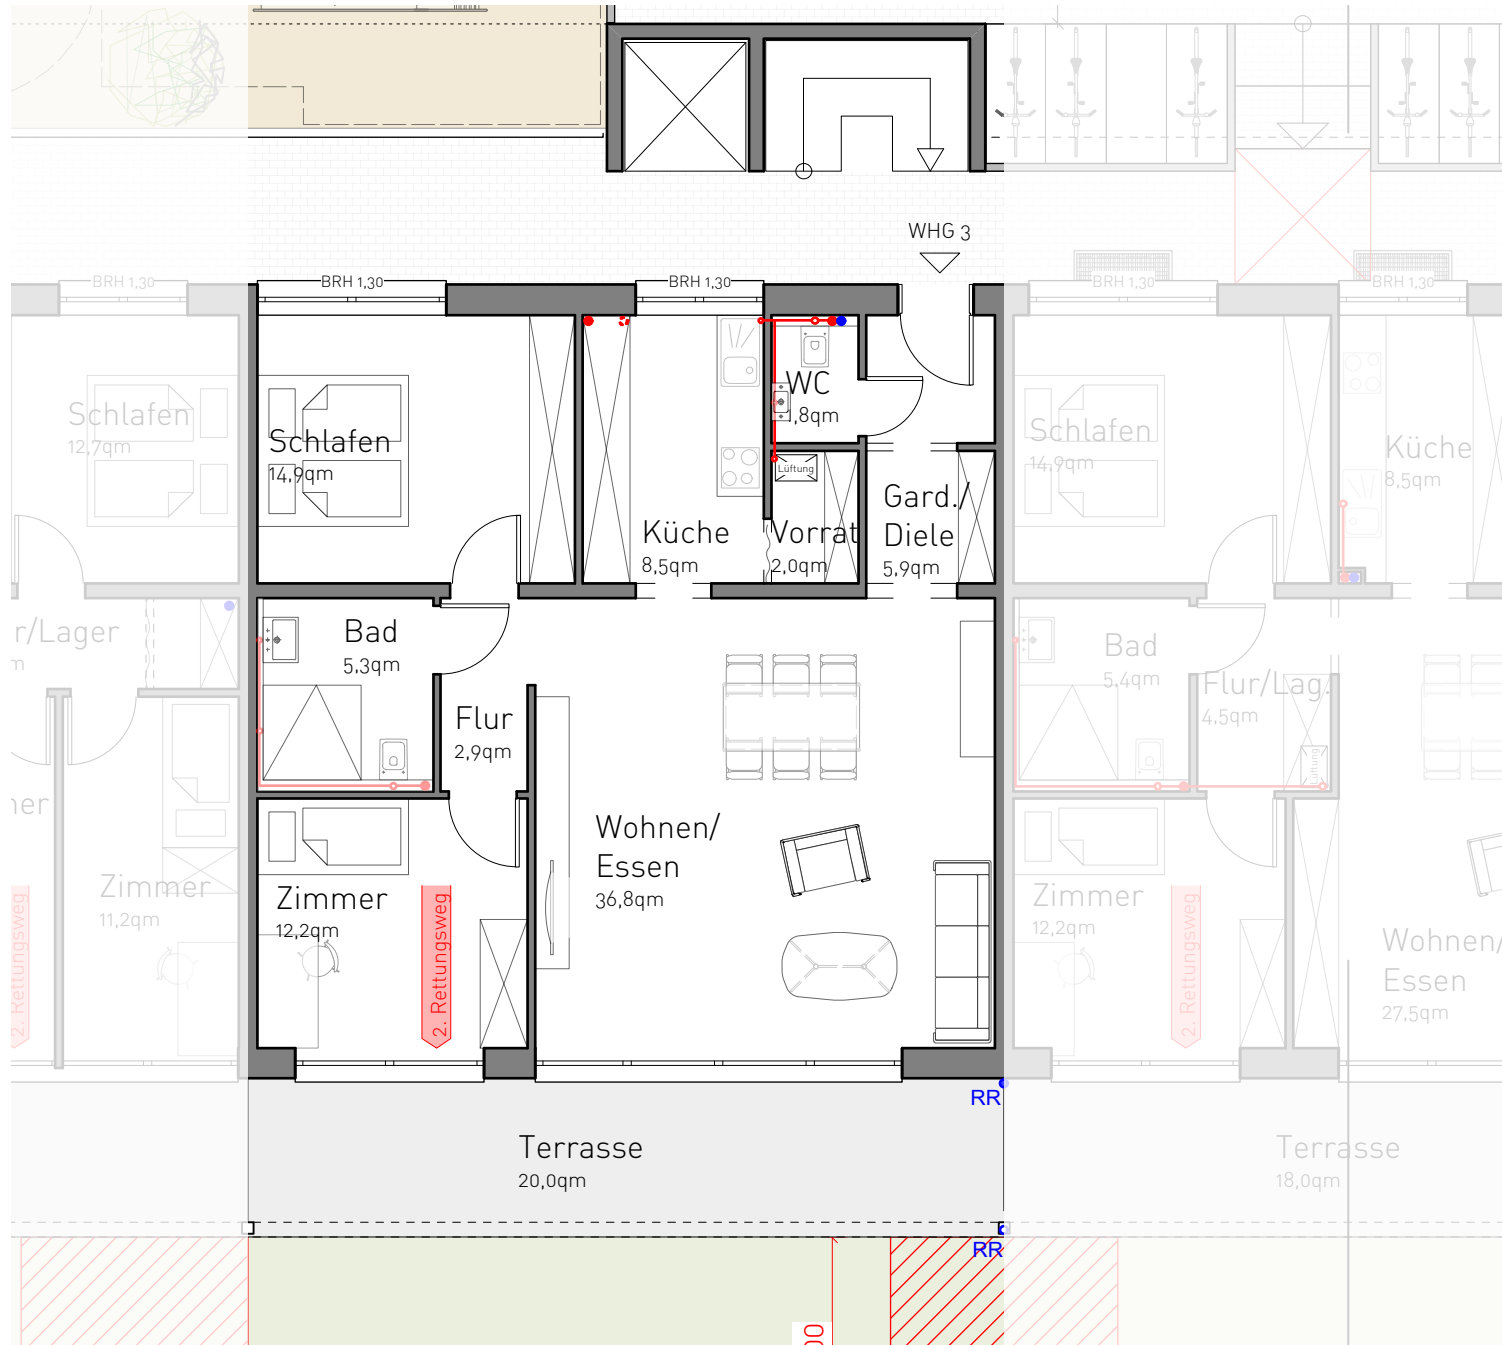 WHG 3
BRH 1,30
BRH 1,30
BRH 1,30
BRH 1,30
BRH 1,30
Schlafen
12,7qm
Schlafen
14,9qm
WC
1,8qm
Lüftung
Küche
8,5qm
Vorrat
2,0qm
Gard./
Diele
5,9qm
Schlafen
14,9qm
Küche
8,5qm
r/Lager
m
Bad
5,3qm
Flur
2,9qm
Bad
5,4qm
Flur/Lag.
4,5qm
Lüftung
ner
Zimmer
11,2qm
2. Rettungsweg
Zimmer
12,2qm
2. Rettungsweg
Wohnen/
Essen
36,8qm
Zimmer
12,2qm
2. Rettungsweg
Wohnen/
Essen
27,5qm
RR
Terrasse
20,0qm
Terrasse
18,0qm
RR
00